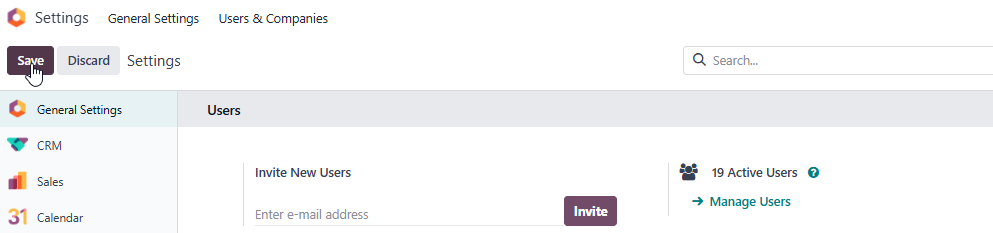 Settings General Settings Users & Companies
Save Discard Settings Search...
General Settings
CRM
Sales
31 Calendar
Users
Invite New Users
Enter e-mail address Invite
19 Active Users ?
Manage Users